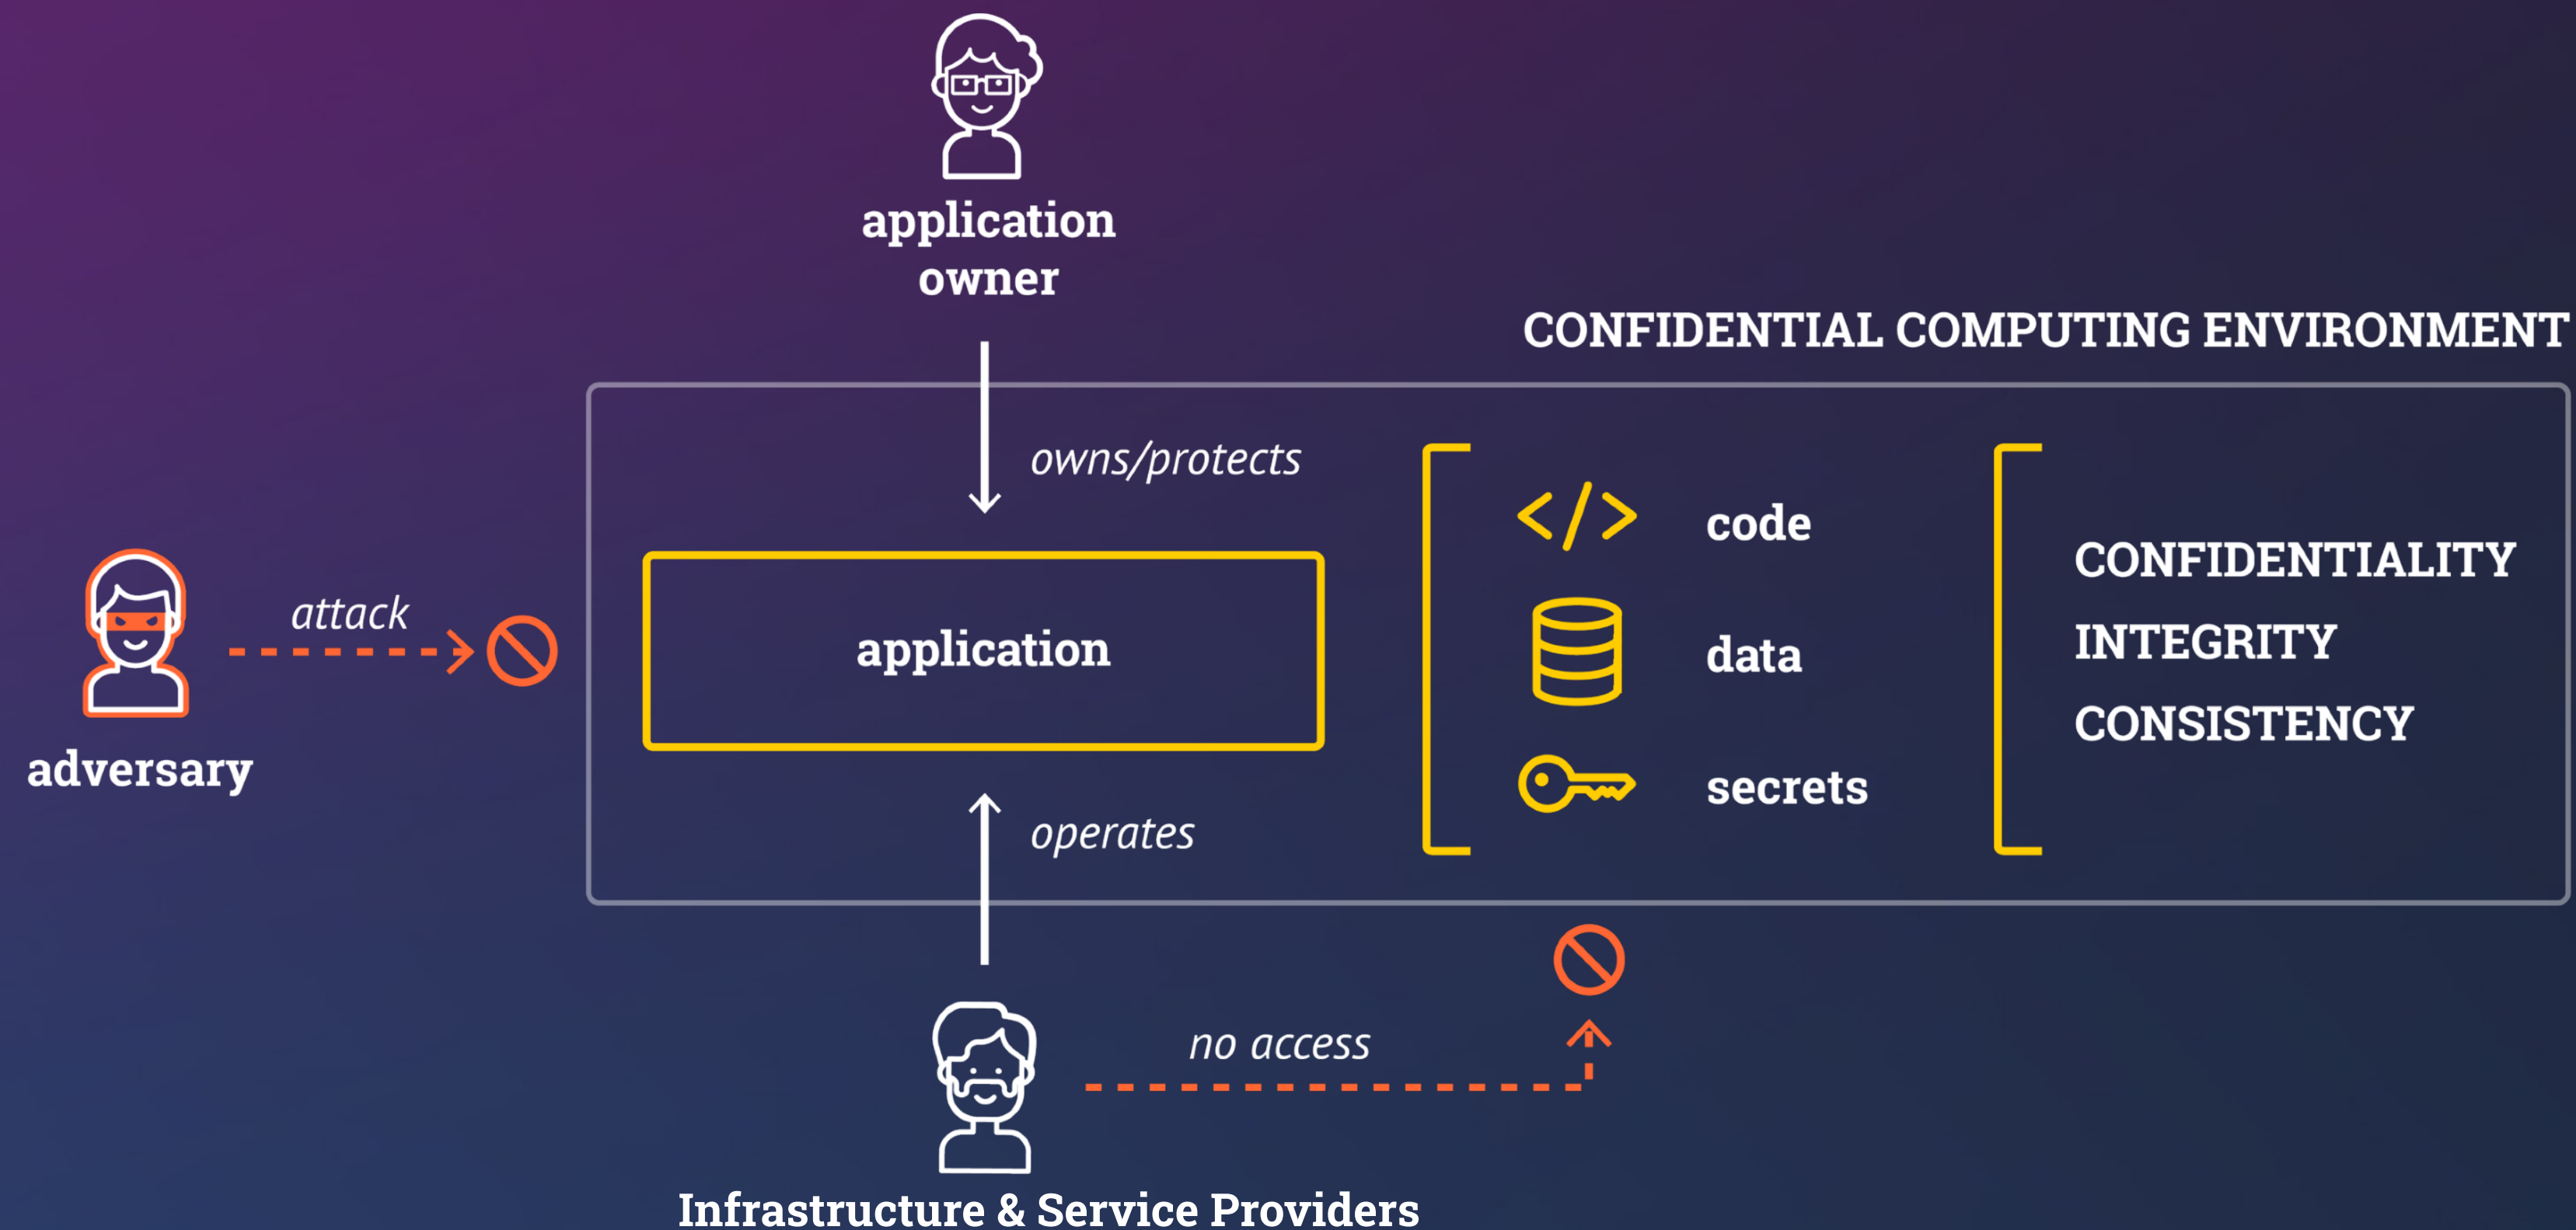 application
owner
CONFIDENTIAL COMPUTING ENVIRONMENT
owns/protects
attack
adversary
application
operates
code
data
secrets
CONFIDENTIALITY
INTEGRITY
CONSISTENCY
no access
Infrastructure & Service Providers